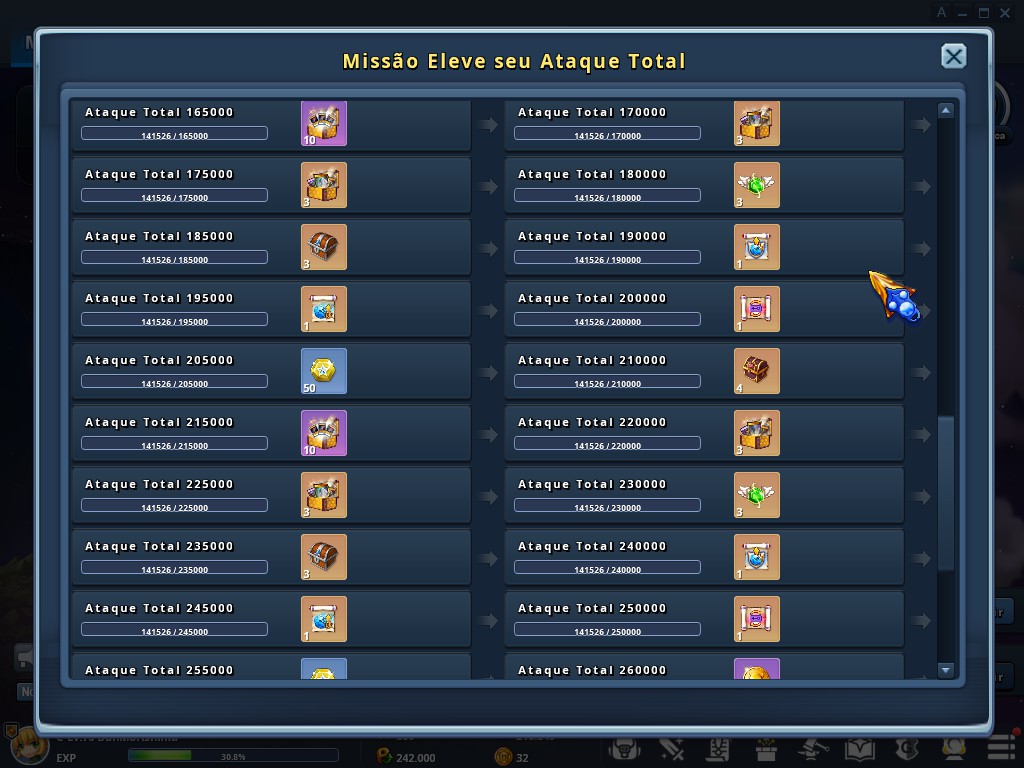 A
Missão Eleve seu Ataque Total
Ataque Total 165000
141526 / 165000
10
Ataque Total 170000
141526 / 170000
3
Ataque Total 175000
141526 / 175000
3
Ataque Total 180000
141526 / 180000
3
Ataque Total 185000
141526 / 185000
3
Ataque Total 190000
141526 / 190000
1
Ataque Total 195000
141526 / 195000
1
Ataque Total 200000
141526 / 200000
1
Ataque Total 205000
141526 / 205000
50
Ataque Total 210000
141526 / 210000
4
Ataque Total 215000
141526 / 215000
10
Ataque Total 220000
141526 / 220000
3
Ataque Total 225000
141526 / 225000
3
Ataque Total 230000
141526 / 230000
3
Ataque Total 235000
141526 / 235000
3
Ataque Total 240000
141526 / 240000
1
Ataque Total 245000
141526 / 245000
1
Ataque Total 250000
141526 / 250000
1
Ataque Total 255000
Ataque Total 260000
EXP
30.8%
242.000
32